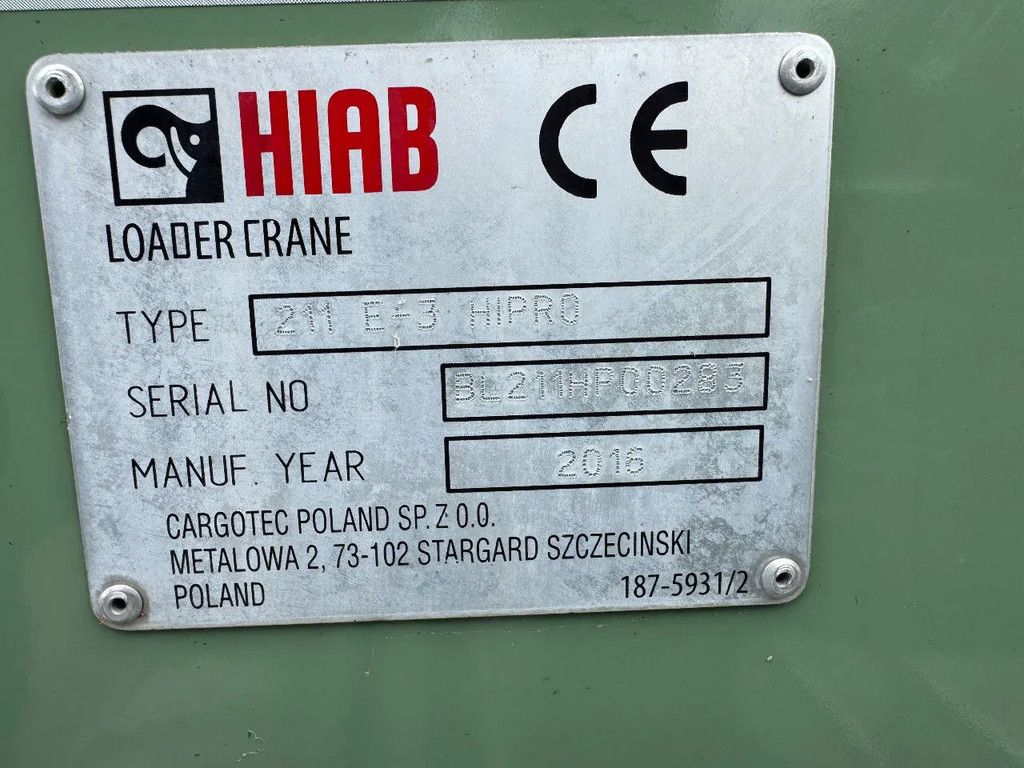 HIAB CE
LOADER CRANE
TYPE 211 E-3 HIPRO
SERIAL NO BL211HP00283
MANUF. YEAR 2016
CARGOTEC POLAND SP. Z O.O.
METALOWA 2, 73-102 STARGARD SZCZECINSKI
POLAND 187-5931/2